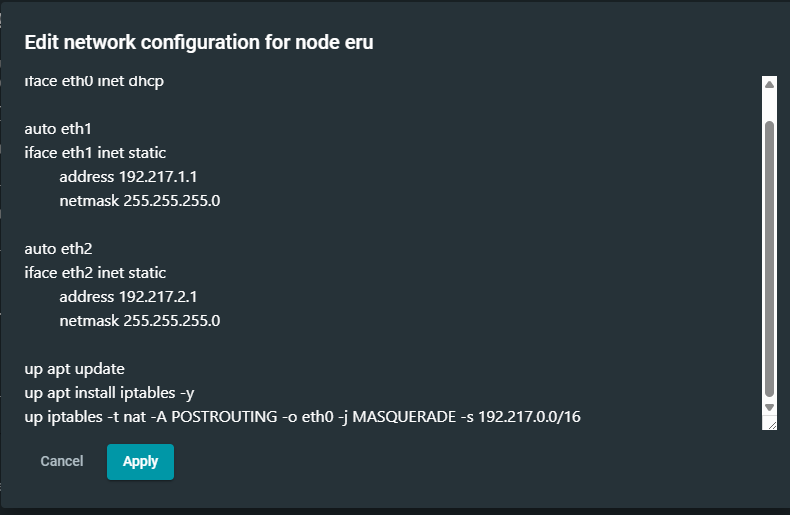 Edit network configuration for node eru
iface eth0 inet dhcp
auto eth1
iface eth1 inet static
address 192.217.1.1
netmask 255.255.255.0
auto eth2
iface eth2 inet static
address 192.217.2.1
netmask 255.255.255.0
up apt update
up apt install iptables -y
up iptables -t nat -A POSTROUTING -o eth0 -j MASQUERADE -s 192.217.0.0/16
Cancel
Apply